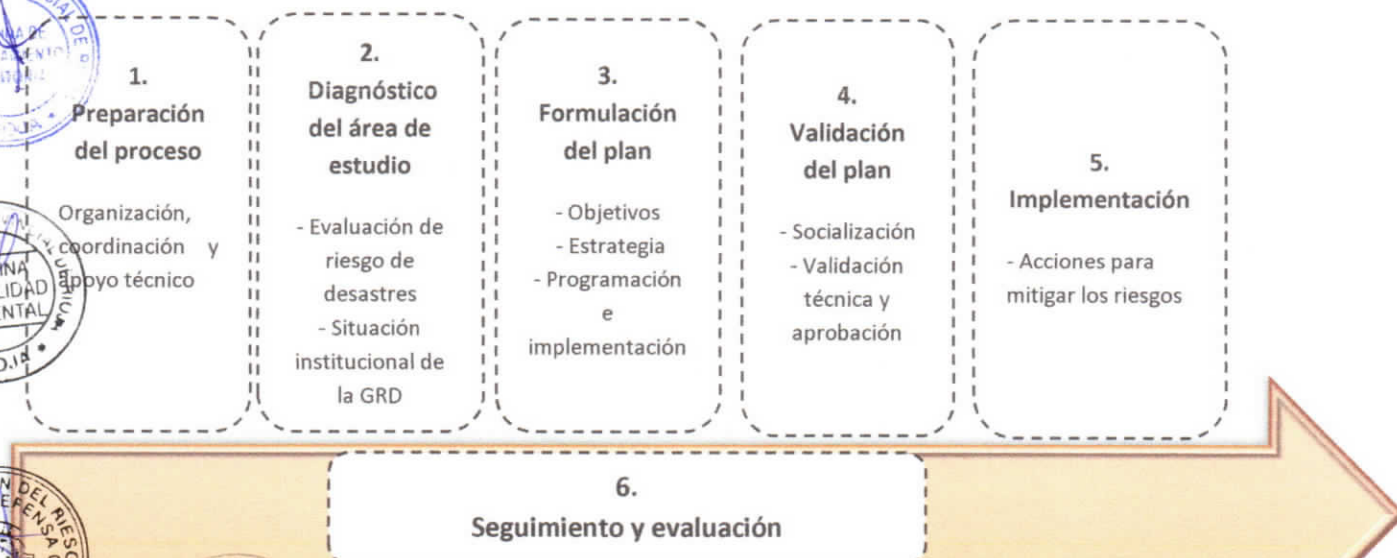 1.
Preparación
del proceso
Organización,
coordinación y
apoyo técnico
2.
Diagnóstico
del área de
estudio
- Evaluación de
riesgo de
desastres
- Situación
institucional de
la GRD
3.
Formulación
del plan
- Objetivos
- Estrategia
- Programación
e
implementación
4.
Validación
del plan
- Socialización
- Validación
técnica y
aprobación
5.
Implementación
- Acciones para
mitigar los riesgos
6.
Seguimiento y evaluación